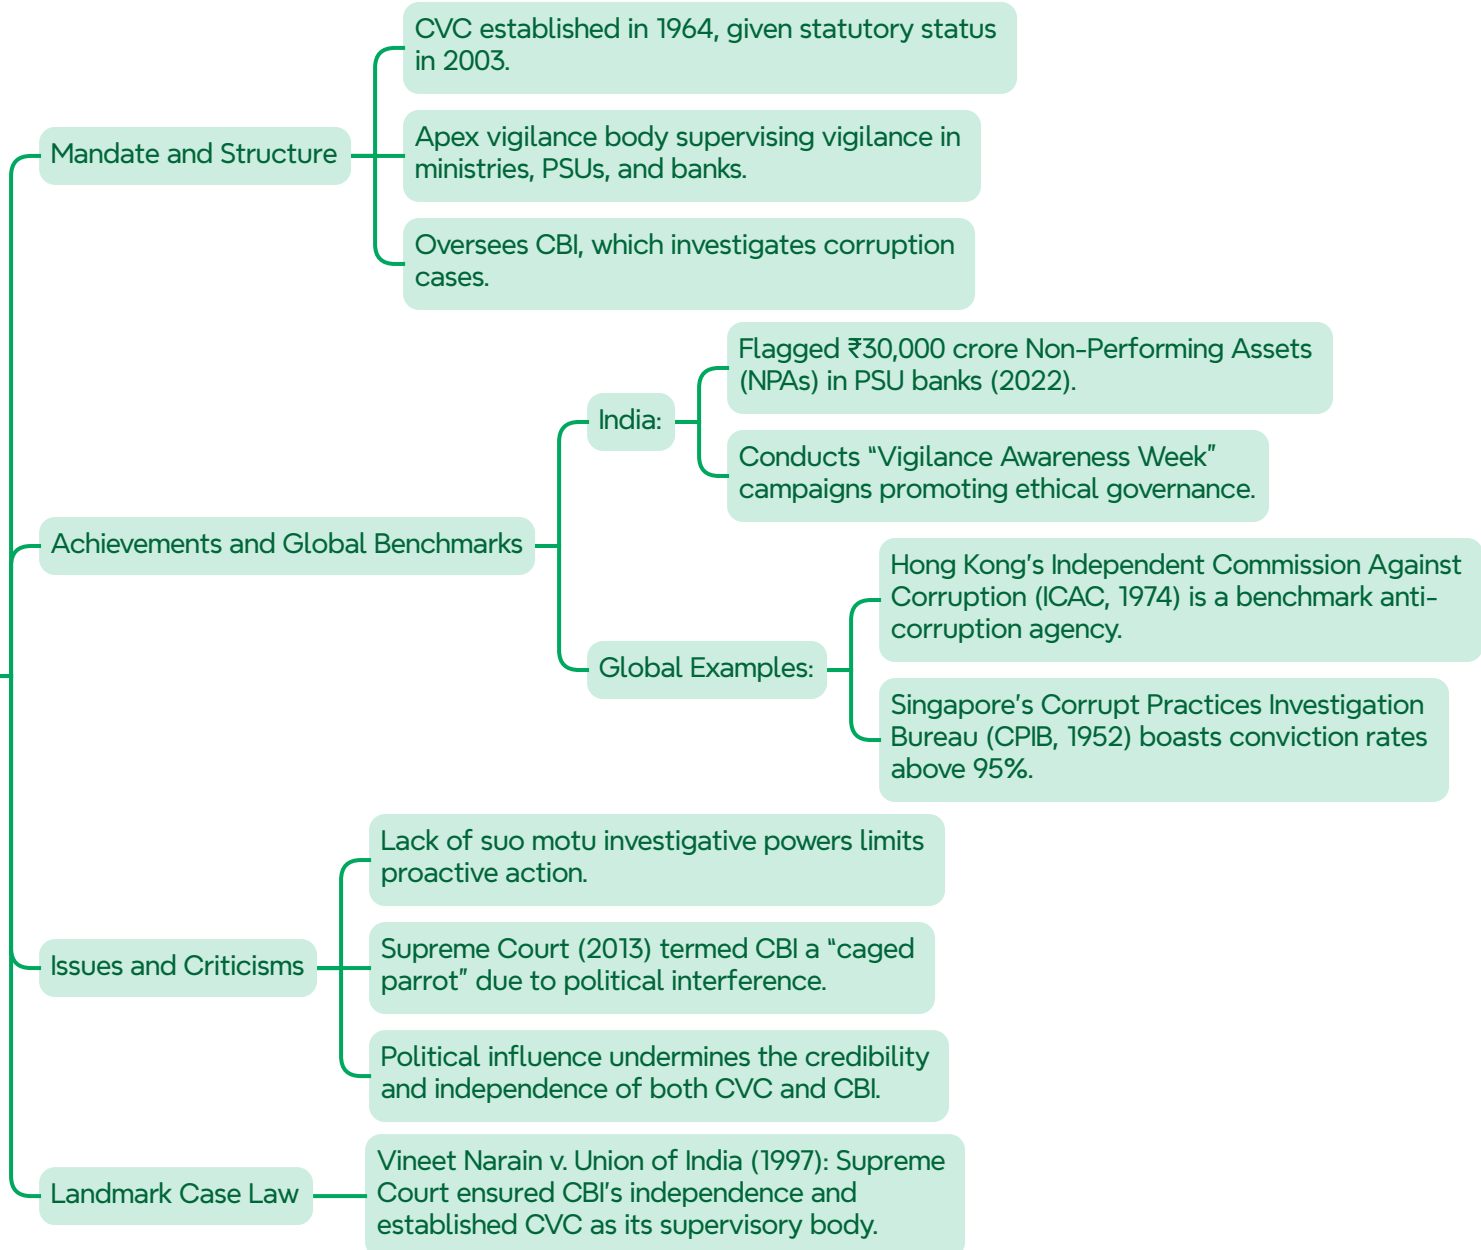 Mandate and Structure
CVC established in 1964, given statutory status
in 2003.
Apex vigilance body supervising vigilance in
ministries, PSUs, and banks.
Oversees CBI, which investigates corruption
cases.
Achievements and Global Benchmarks
India:
Flagged ₹30,000 crore Non-Performing Assets
(NPAs) in PSU banks (2022).
Conducts “Vigilance Awareness Week”
campaigns promoting ethical governance.
Global Examples:
Hong Kong's Independent Commission Against
Corruption (ICAC, 1974) is a benchmark anti-
corruption agency.
Singapore's Corrupt Practices Investigation
Bureau (CPIB, 1952) boasts conviction rates
above 95%.
Issues and Criticisms
Lack of suo motu investigative powers limits
proactive action.
Supreme Court (2013) termed CBI a “caged
parrot” due to political interference.
Political influence undermines the credibility
and independence of both CVC and CBI.
Landmark Case Law
Vineet Narain v. Union of India (1997): Supreme
Court ensured CBI's independence and
established CVC as its supervisory body.